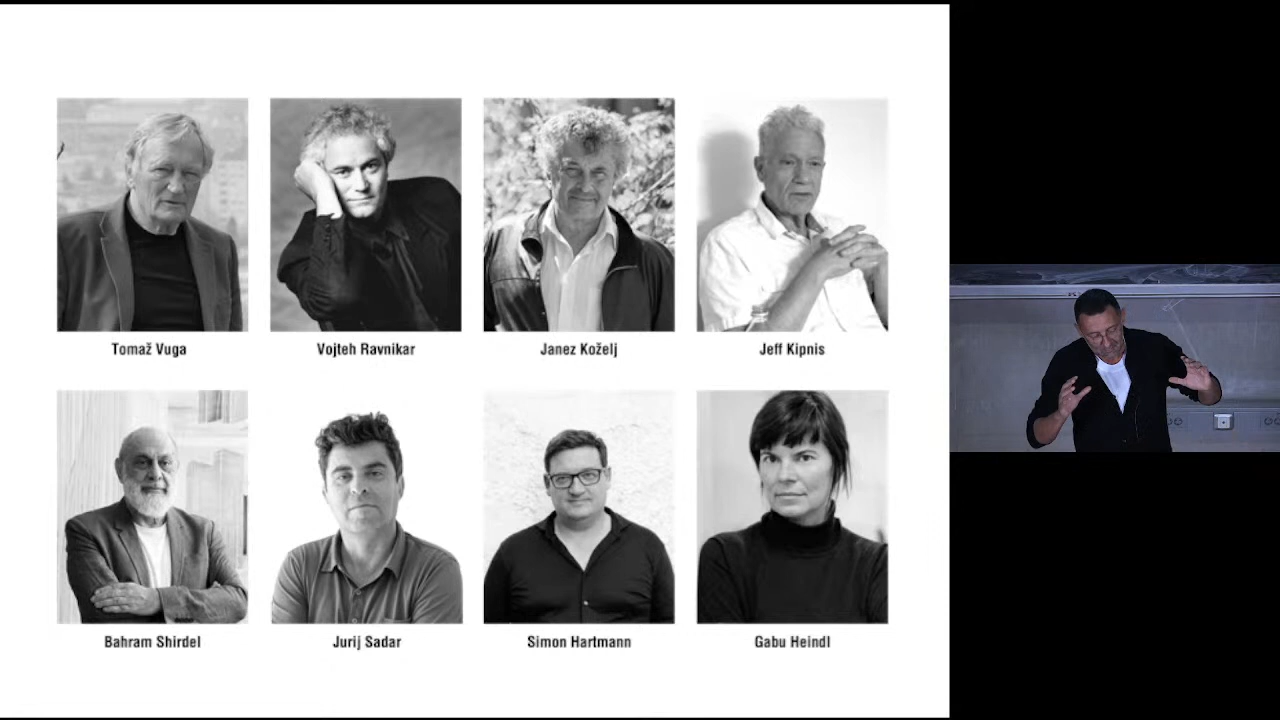 Tomaž Vuga
Vojteh Ravnikar
Janez Koželj
Jeff Kipnis
Bahram Shirdel
Jurij Sadar
Simon Hartmann
Gabu Heindl